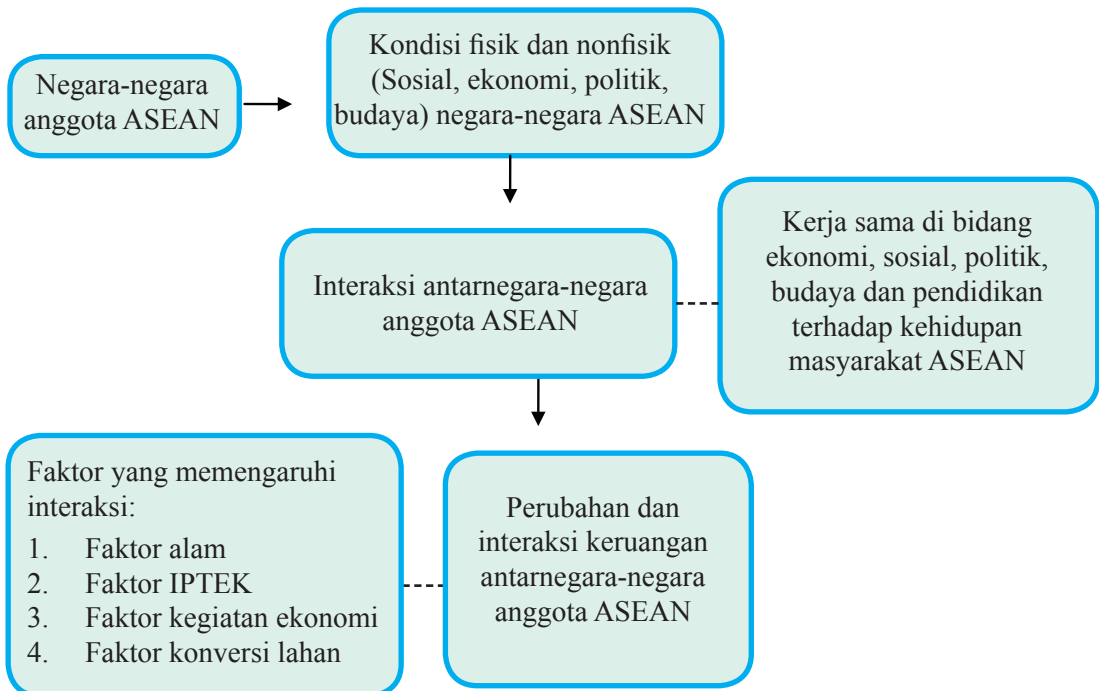 Negara-negara
anggota ASEAN
Kondisi fisik dan nonfisik
(Sosial, ekonomi, politik,
budaya) negara-negara ASEAN
Interaksi antarnegara-negara
anggota ASEAN
Kerja sama di bidang
ekonomi, sosial, politik,
budaya dan pendidikan
terhadap kehidupan
masyarakat ASEAN
Faktor yang memengaruhi
interaksi:
1. Faktor alam
2. Faktor IPTEK
3. Faktor kegiatan ekonomi
4. Faktor konversi lahan
Perubahan dan
interaksi keruangan
antarnegara-negara
anggota ASEAN